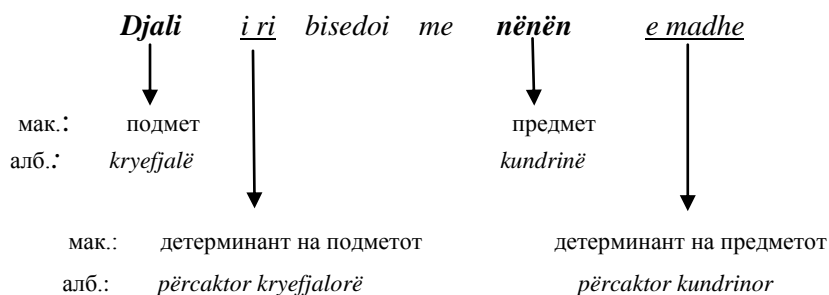 Djali i ri bisedoi me nënën e madhe
мак.: подмет предмет
алб.: kryefjalë kundrinë
мак.: детерминант на подметот детерминант на предметот
алб.: përcaktor kryefjalorë përcaktor kundrinor